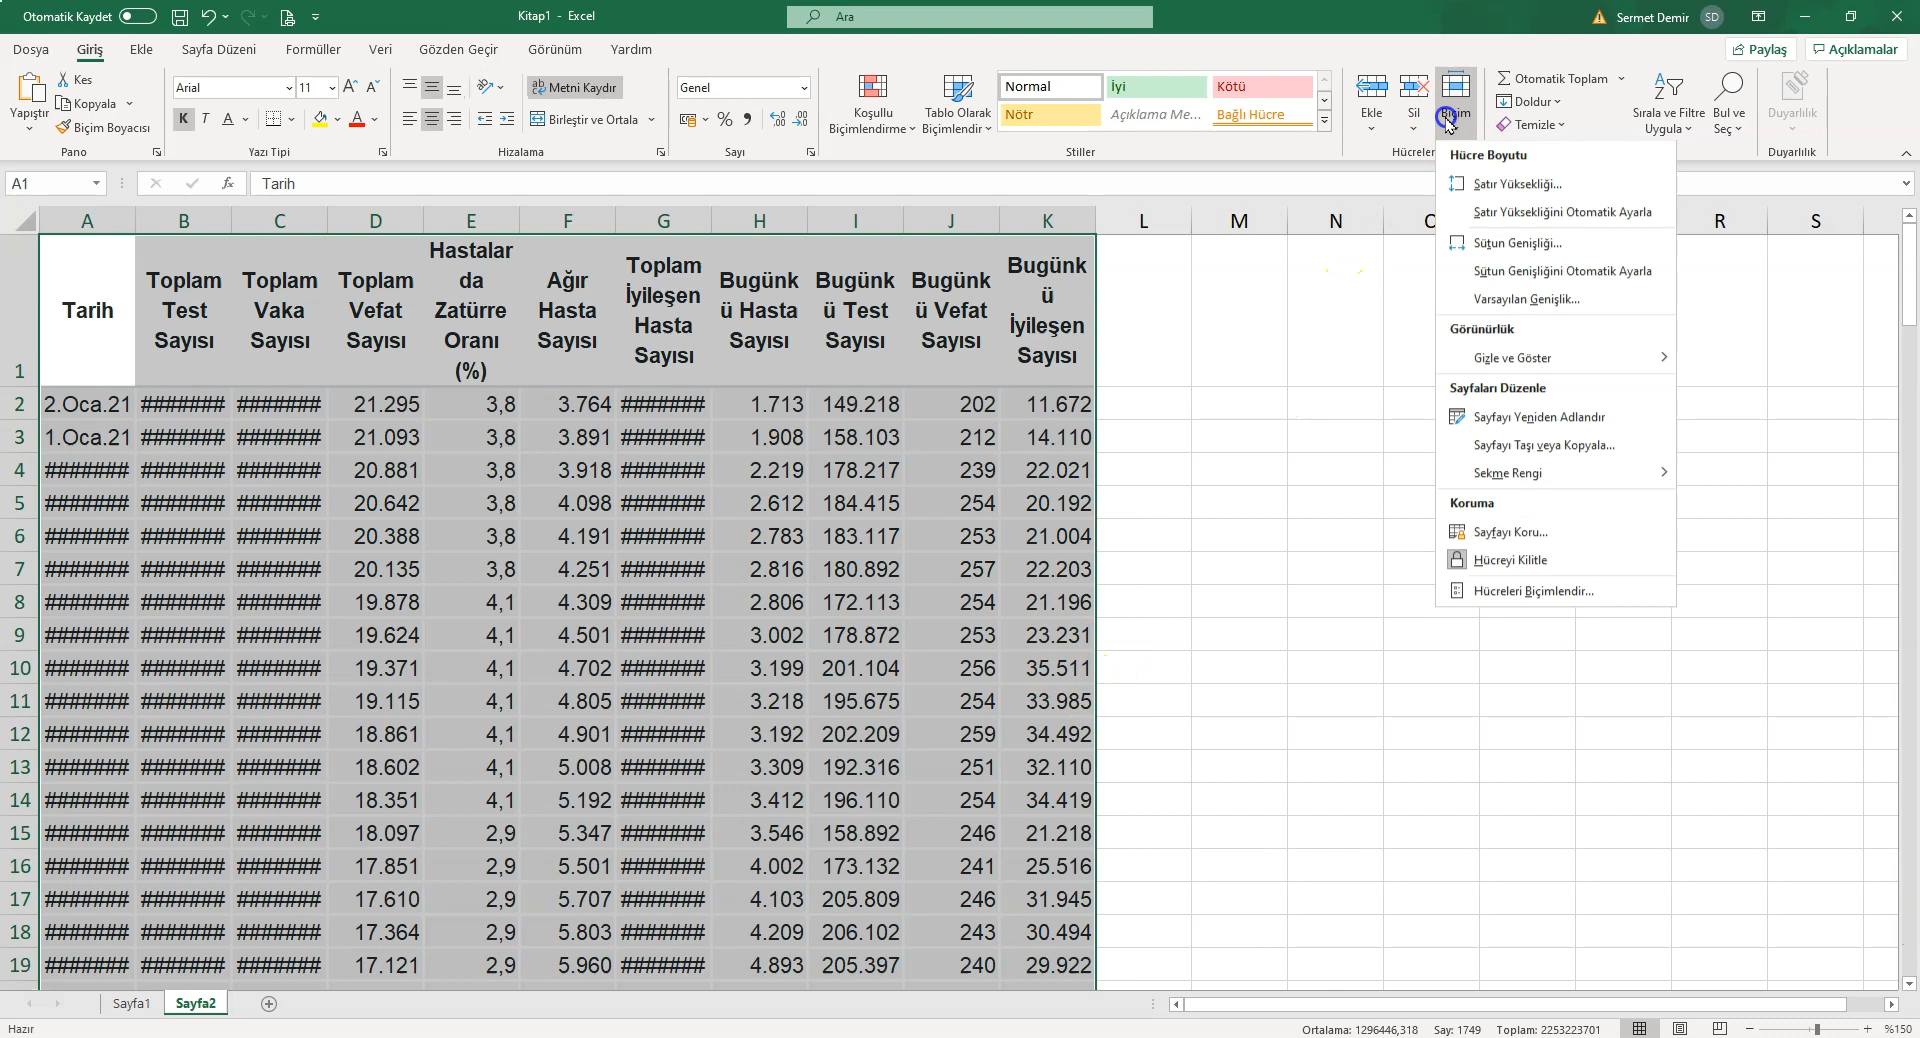 Otomatik Kaydet
Kitap1 - Excel
Ara
Sermet Demir
SD
Dosya Giriş Ekle Sayfa Düzeni Formüller Veri Gözden Geçir Görünüm Yardım
Paylaş Açıklamalar
Yapıştır
Kes
Kopyala
Biçim Boyacısı
Pano
Arial 11
K T A
Yazı Tipi
Metni Kaydır
Birleştir ve Ortala
Hizalama
Genel
Sayı
Koşullu
Biçimlendirme
Tablo Olarak
Biçimlendir
Normal İyi Kötü
Nötr Açıklama Me... Bağlı Hücre
Stiller
Ekle Sil Biçim
Hücreler
Otomatik Toplam
Doldur
Temizle
Sırala ve Filtre
Uygula
Bul ve
Seç
Duyarlılık
Duyarlılık
A1
fx Tarih
Hücre Boyutu
Satır Yüksekliği...
Satır Yüksekliğini Otomatik Ayarla
Sütun Genişliği...
Sütun Genişliğini Otomatik Ayarla
Varsayılan Genişlik...
Görünürlük
Gizle ve Göster
Sayfaları Düzenle
Sayfayı Yeniden Adlandır
Sayfayı Taşı veya Kopyala...
Sekme Rengi
Koruma
Sayfayı Koru...
Hücreyi Kilitle
Hücreleri Biçimlendir...
A B C D E F G H I J K L M N O R S
1 Tarih
Toplam
Test
Sayısı
Toplam
Vaka
Sayısı
Toplam
Vefat
Sayısı
Hastalar
da
Zatürre
Oranı
(%)
Ağır
Hasta
Sayısı
Toplam
İyileşen
Hasta
Sayısı
Bugünk
ü Hasta
Sayısı
Bugünk
ü Test
Sayısı
Bugünk
ü Vefat
Sayısı
Bugünk
ü
İyileşen
Sayısı
2 2.Oca.21 ####### ####### 21.295 3,8 3.764 ####### 1.713 149.218 202 11.672
3 1.Oca.21 ####### ####### 21.093 3,8 3.891 ####### 1.908 158.103 212 14.110
4 ####### ####### ####### 20.881 3,8 3.918 ####### 2.219 178.217 239 22.021
5 ####### ####### ####### 20.642 3,8 4.098 ####### 2.612 184.415 254 20.192
6 ####### ####### ####### 20.388 3,8 4.191 ####### 2.783 183.117 253 21.004
7 ####### ####### ####### 20.135 3,8 4.251 ####### 2.816 180.892 257 22.203
8 ####### ####### ####### 19.878 4,1 4.309 ####### 2.806 172.113 254 21.196
9 ####### ####### ####### 19.624 4,1 4.501 ####### 3.002 178.872 253 23.231
10 ####### ####### ####### 19.371 4,1 4.702 ####### 3.199 201.104 256 35.511
11 ####### ####### ####### 19.115 4,1 4.805 ####### 3.218 195.675 254 33.985
12 ####### ####### ####### 18.861 4,1 4.901 ####### 3.192 202.209 259 34.492
13 ####### ####### ####### 18.602 4,1 5.008 ####### 3.309 192.316 251 32.110
14 ####### ####### ####### 18.351 4,1 5.192 ####### 3.412 196.110 254 34.419
15 ####### ####### ####### 18.097 2,9 5.347 ####### 3.546 158.892 246 21.218
16 ####### ####### ####### 17.851 2,9 5.501 ####### 4.002 173.132 241 25.516
17 ####### ####### ####### 17.610 2,9 5.707 ####### 4.103 205.809 246 31.945
18 ####### ####### ####### 17.364 2,9 5.803 ####### 4.209 206.102 243 30.494
19 ####### ####### ####### 17.121 2,9 5.960 ####### 4.893 205.397 240 29.922
Sayfa1 Sayfa2
Hazır
Ortalama: 1296446,318 Say: 1749 Toplam: 2253223701
%150